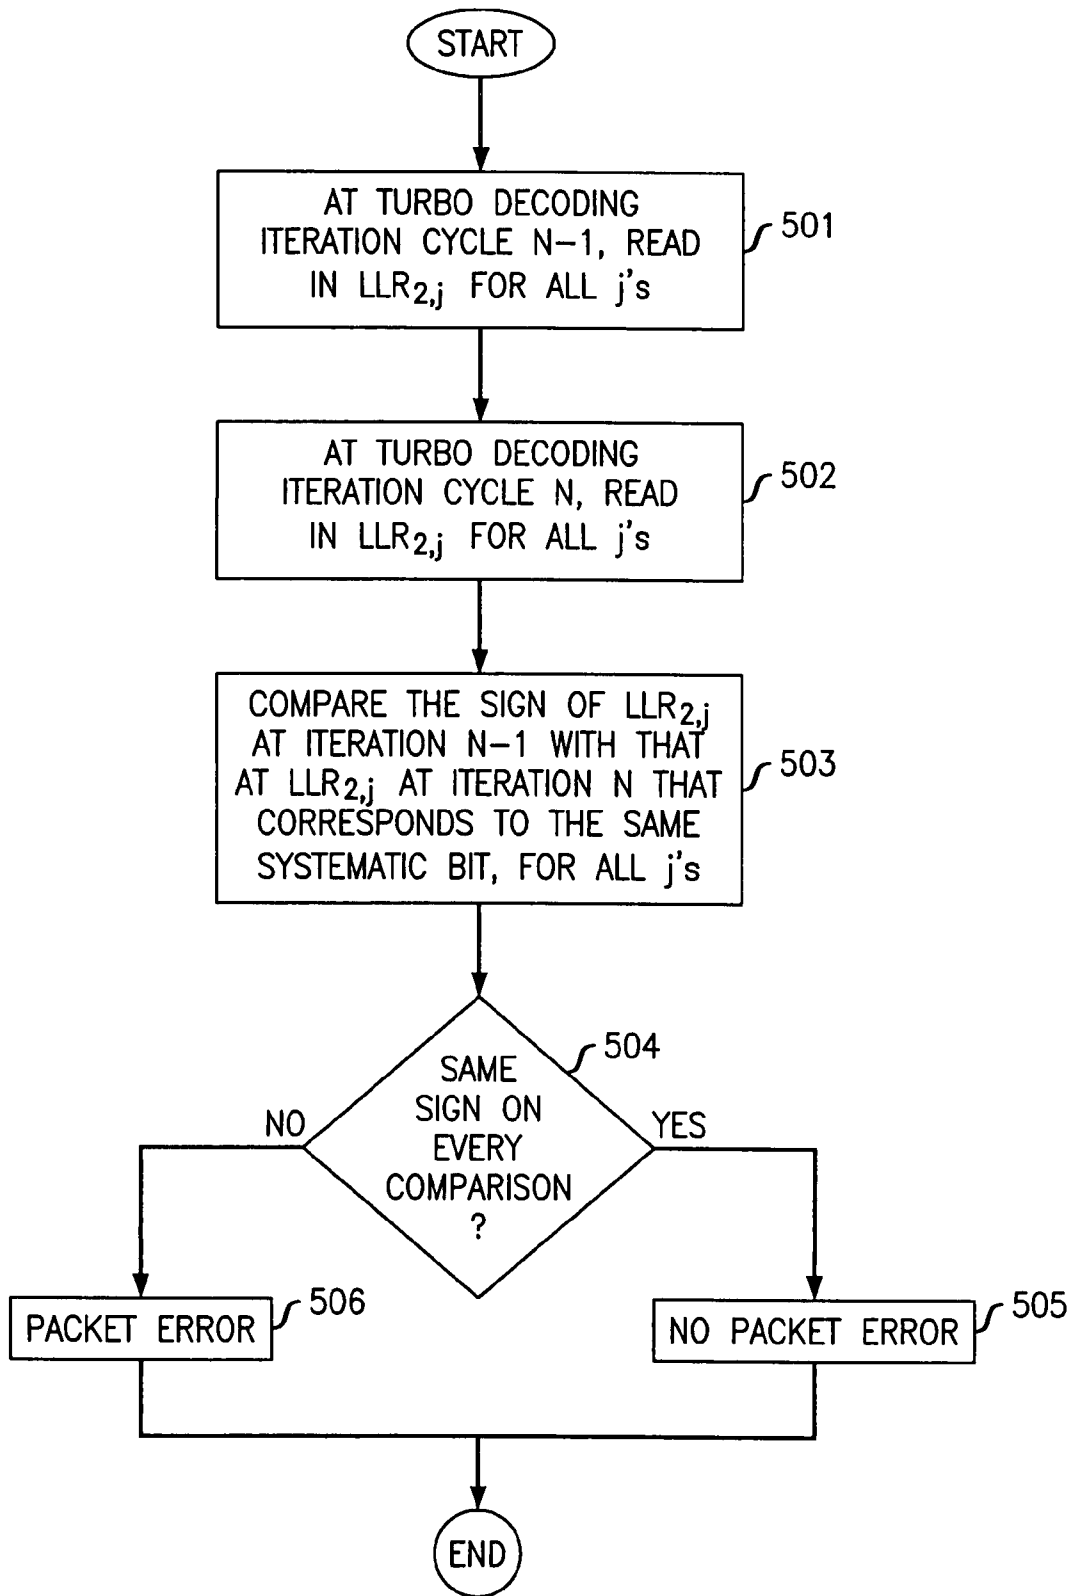 START
AT TURBO DECODING
ITERATION CYCLE N-1, READ
IN LLR2,j FOR ALL j's
501
AT TURBO DECODING
ITERATION CYCLE N, READ
IN LLR2,j FOR ALL j's
502
COMPARE THE SIGN OF LLR2,j
AT ITERATION N-1 WITH THAT
AT LLR2,j AT ITERATION N THAT
CORRESPONDS TO THE SAME
SYSTEMATIC BIT, FOR ALL j's
503
504
SAME
SIGN ON
EVERY
COMPARISON
?
NO
YES
PACKET ERROR
506
NO PACKET ERROR
505
END